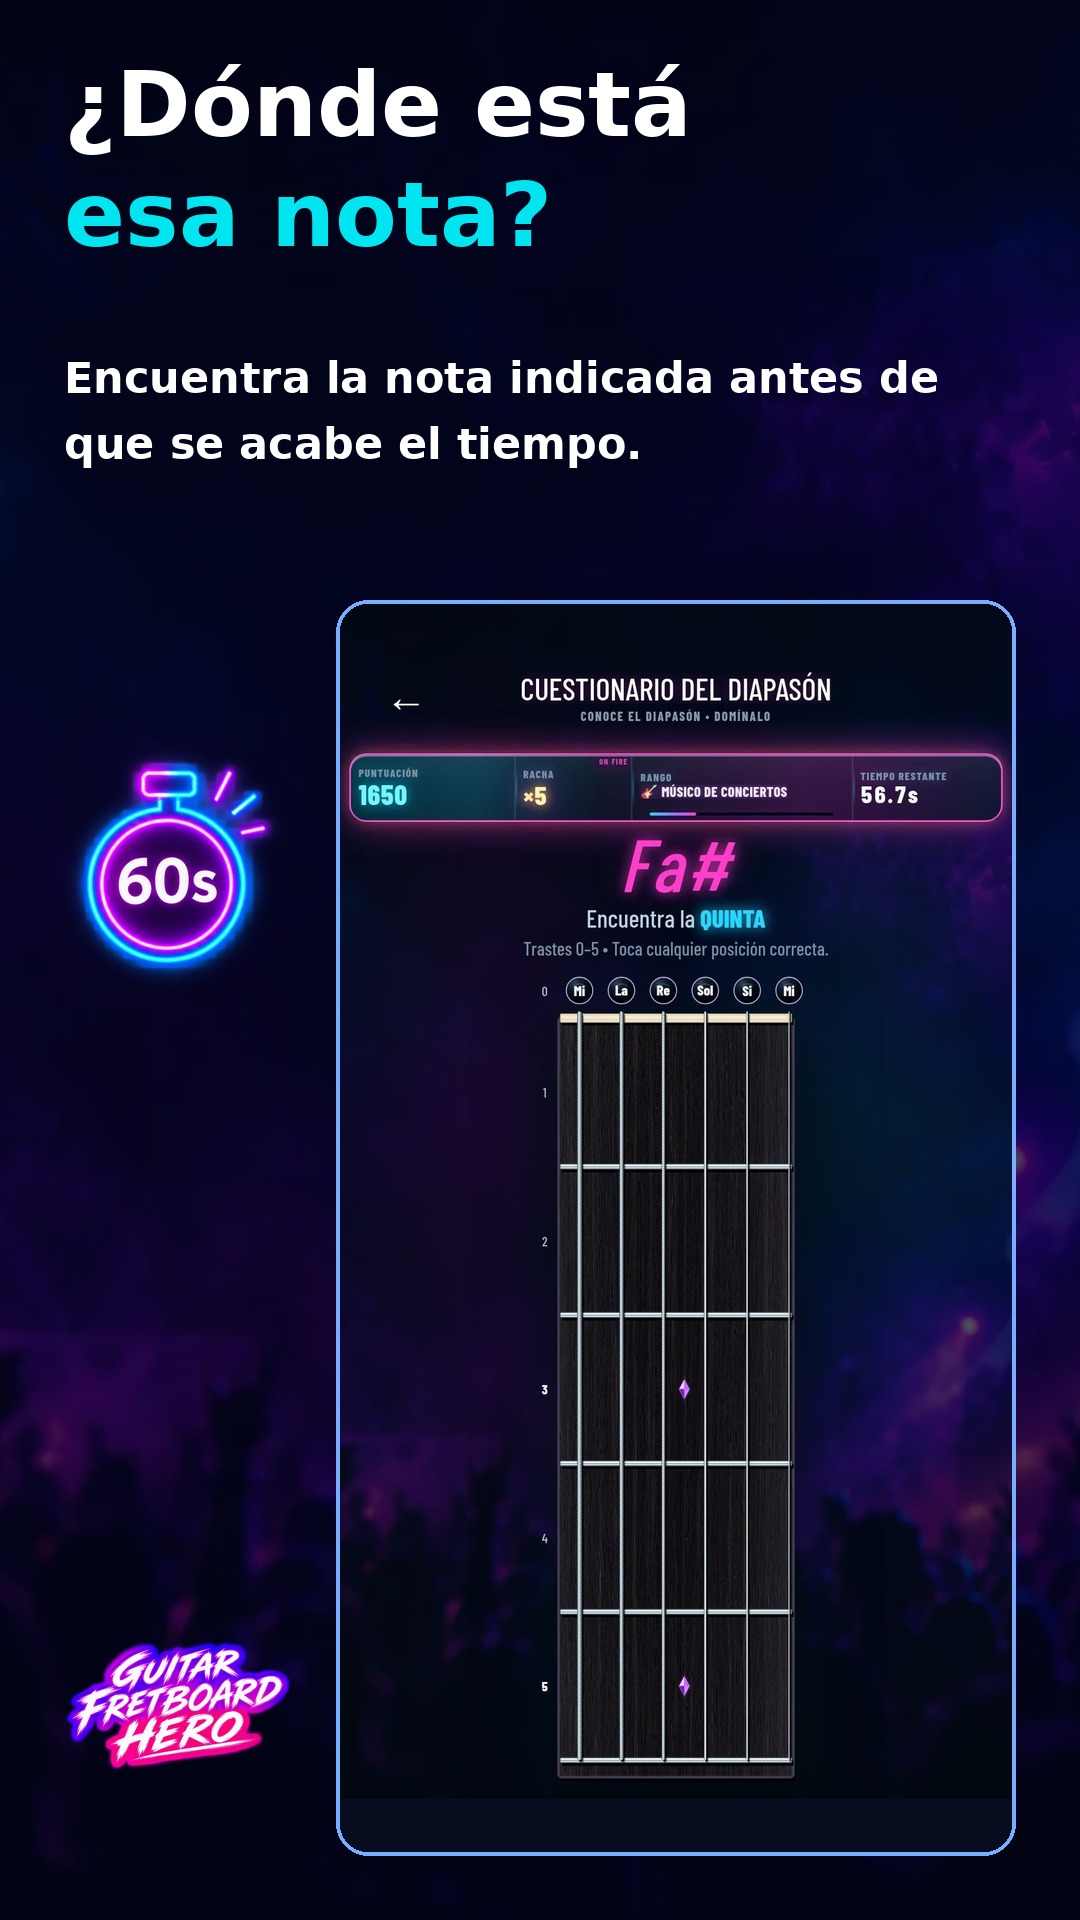 ¿Dónde está
esa nota?
Encuentra la nota indicada antes de
que se acabe el tiempo.
←
CUESTIONARIO DEL DIAPASÓN
CONOCE EL DIAPASÓN • DOMÍNALO
PUNTUACIÓN
1650
RACHA
×5
ON FIRE
RANGO
MÚSICO DE CONCIERTOS
TIEMPO RESTANTE
56.7s
60s
Fa#
Encuentra la QUINTA
Trastes 0–5 • Toca cualquier posición correcta.
0 Mi La Re Sol Si Mi
1
2
3
4
5
GUITAR
FRETBOARD
HERO